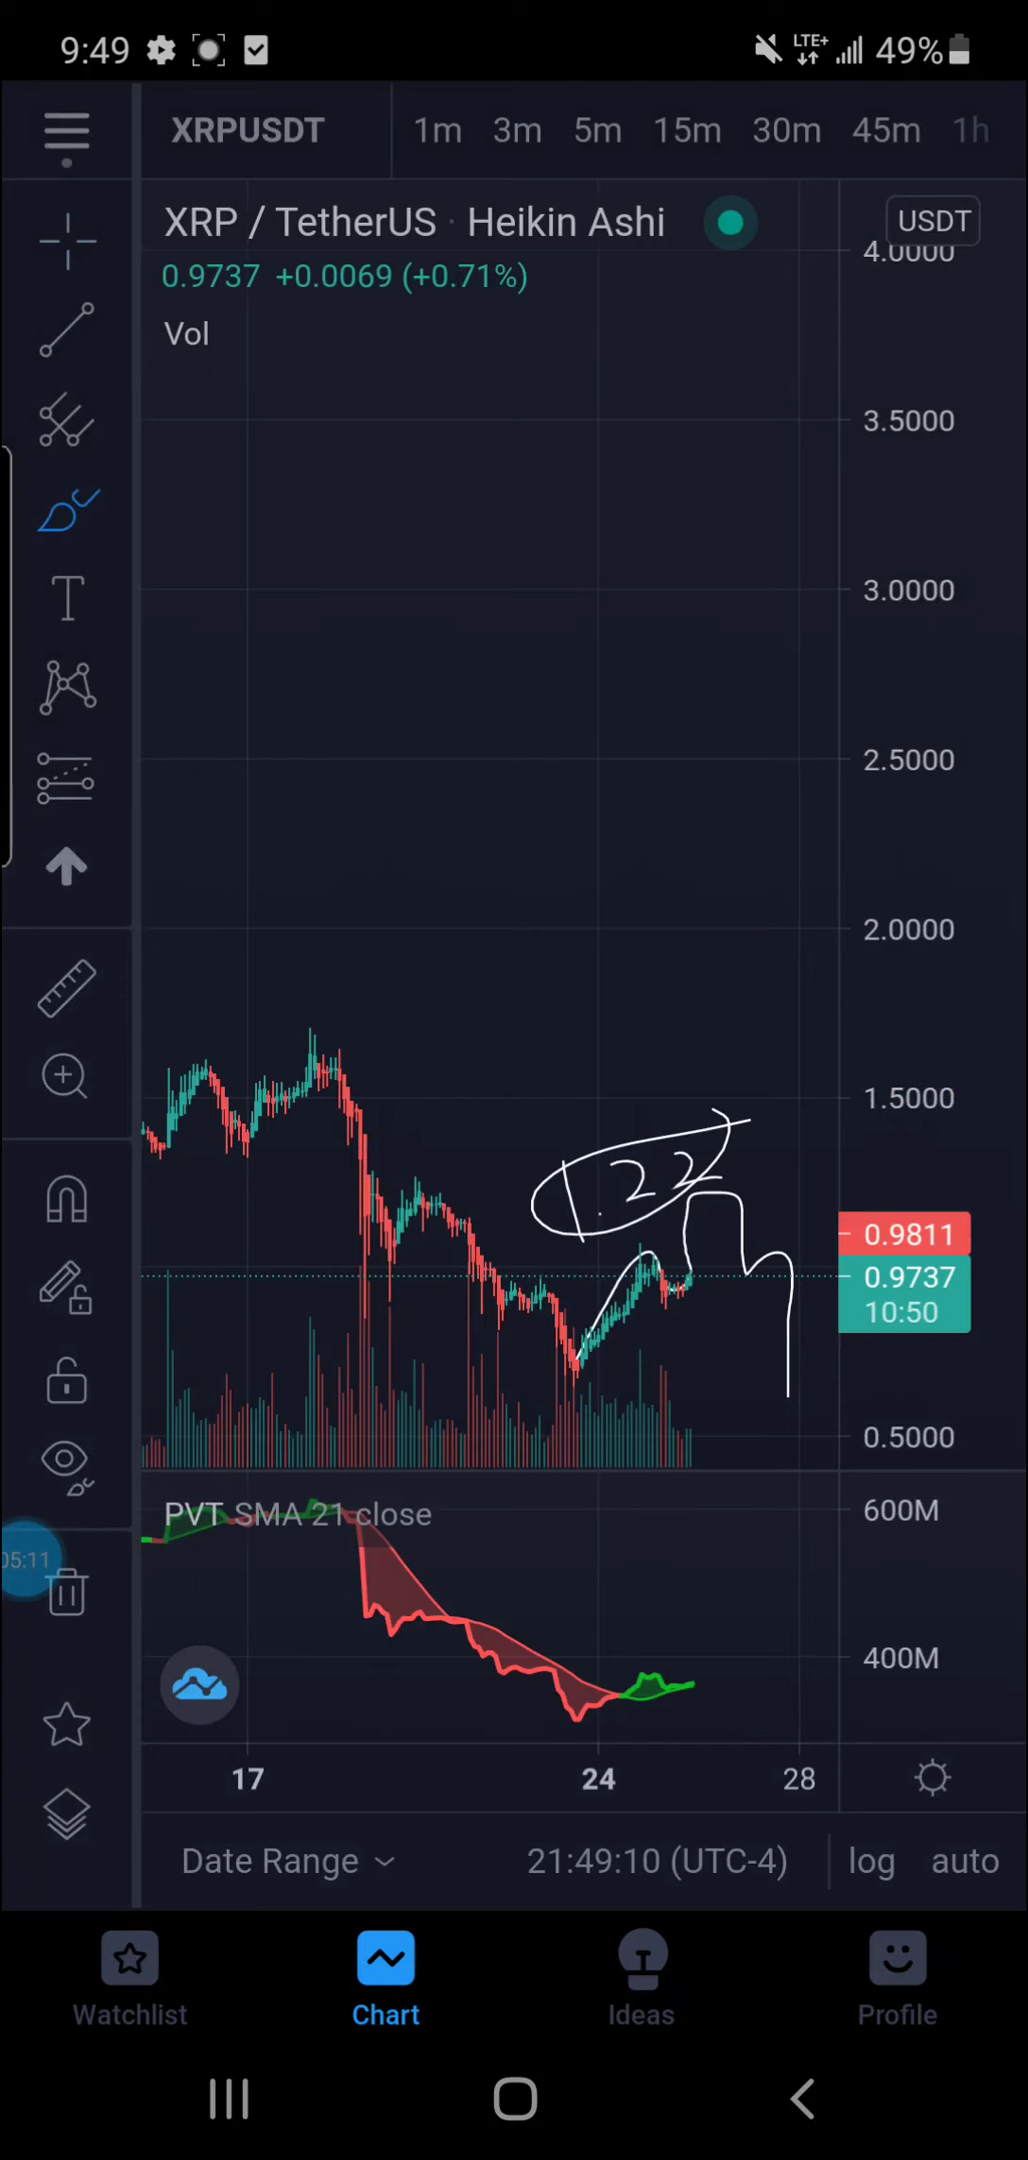 9:49 LTE+ 49%
XRPUSDT 1m 3m 5m 15m 30m 45m 1h
XRP / TetherUS · Heikin Ashi USDT
4.0000
0.9737 +0.0069 (+0.71%)
Vol
3.5000
T
3.0000
2.5000
2.0000
1.5000
1.22
0.9811
0.9737
10:50
0.5000
PVT SMA 21 close 600M
05:11
400M
17 24 28
Date Range 21:49:10 (UTC-4) log auto
Watchlist Chart Ideas Profile